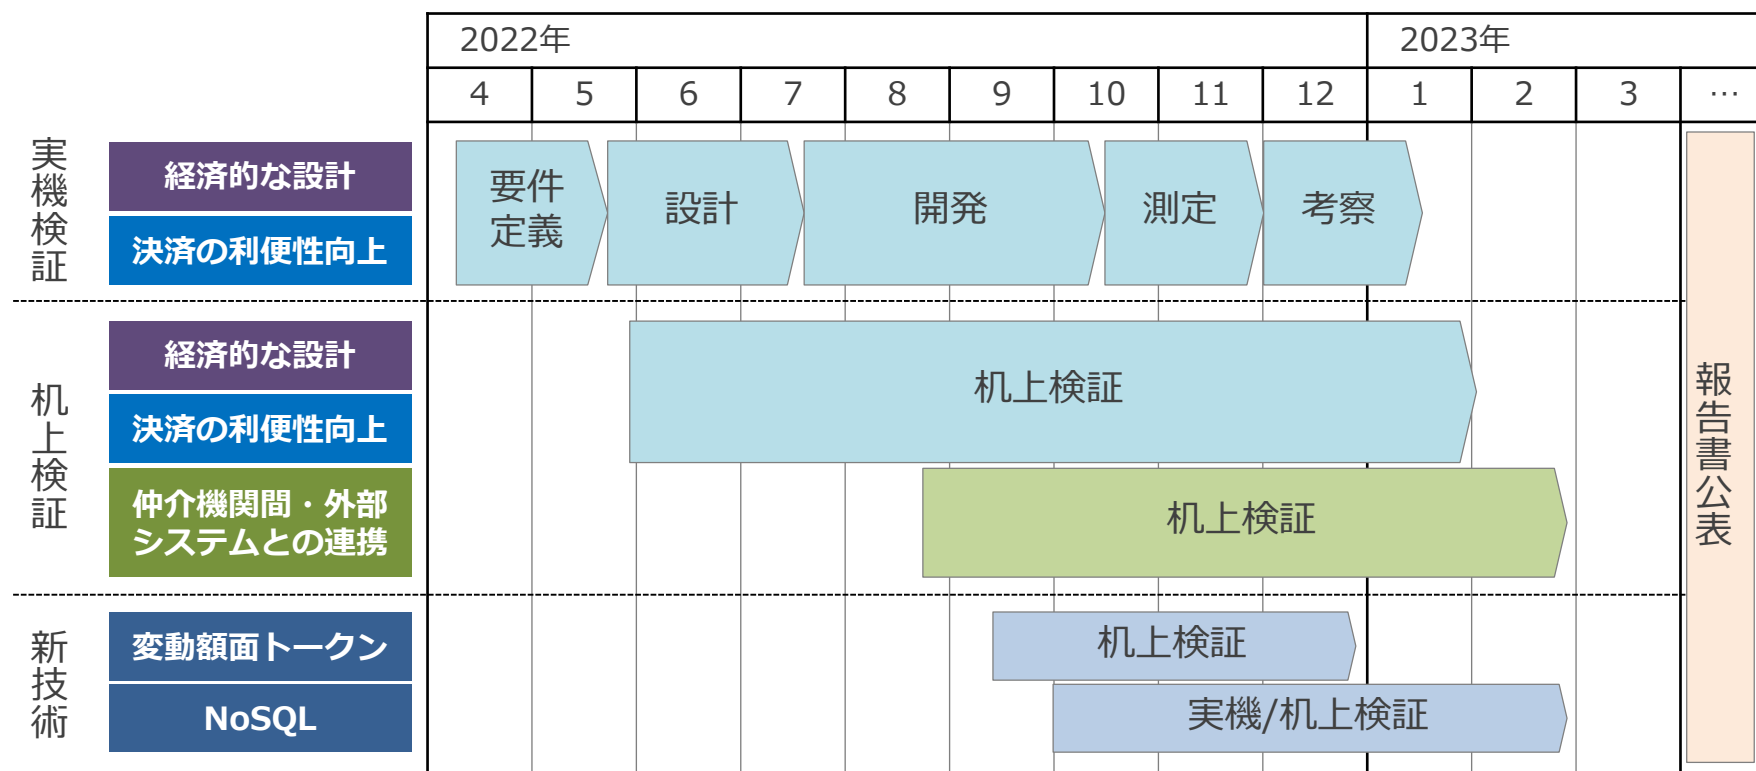 2022年
2023年
4 5 6 7 8 9 10 11 12 1 2 3 …
実機検証
経済的な設計
決済の利便性向上
要件
定義
設計
開発
測定
考察
机上検証
経済的な設計
決済の利便性向上
机上検証
仲介機関間・外部
システムとの連携
机上検証
新技術
変動額面トークン
机上検証
NoSQL
実機/机上検証
報告書公表